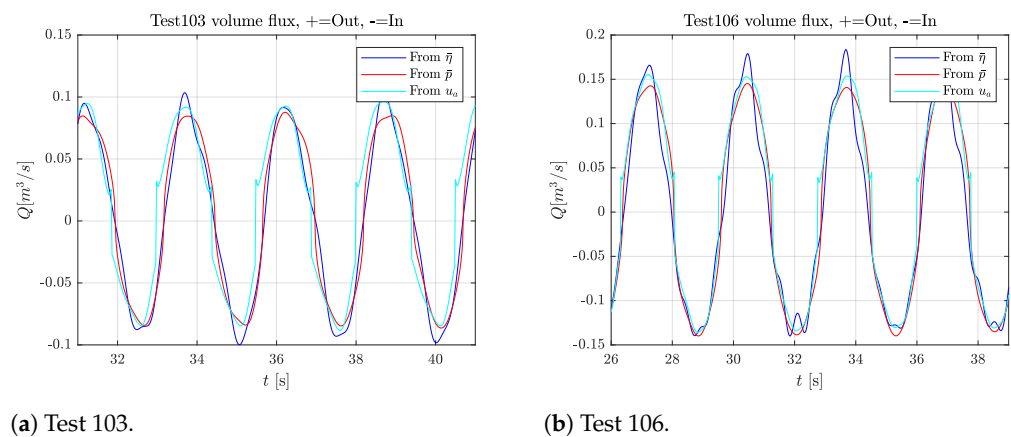 Test103 volume flux, +=Out, -=In
0.15
0.1
0.05
0
-0.05
-0.1
Q[m³/s]
From η̄
From p̄
From uₐ
32 34 36 38 40
t [s]
(a) Test 103.
Test106 volume flux, +=Out, -=In
0.2
0.15
0.1
0.05
0
-0.05
-0.1
-0.15
Q[m³/s]
From η̄
From p̄
From uₐ
26 28 30 32 34 36 38
t [s]
(b) Test 106.